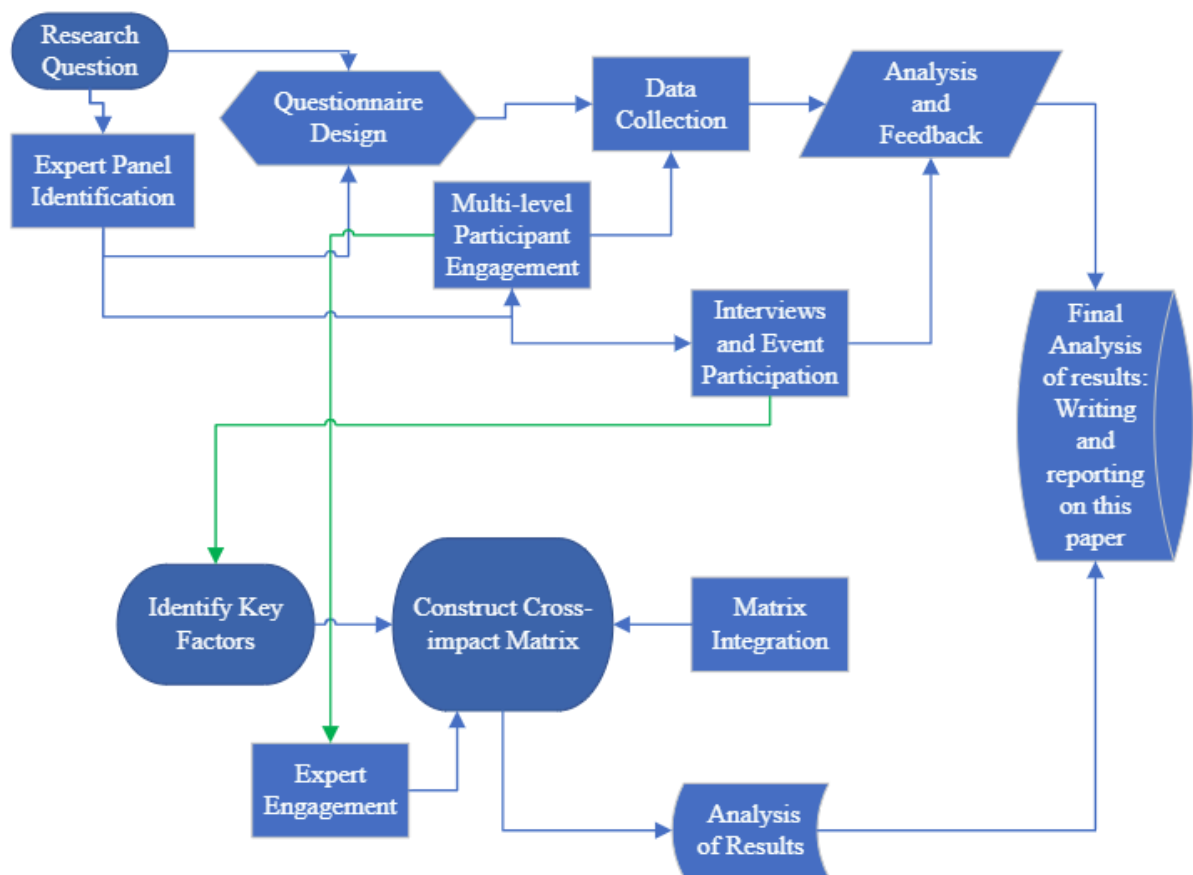 Research
Question
Questionnaire
Design
Data
Collection
Analysis
and
Feedback
Expert Panel
Identification
Multi-level
Participant
Engagement
Interviews
and Event
Participation
Final
Analysis
of results:
Writing
and
reporting
on this
paper
Identify Key
Factors
Construct Cross-
impact Matrix
Matrix
Integration
Expert
Engagement
Analysis
of Results